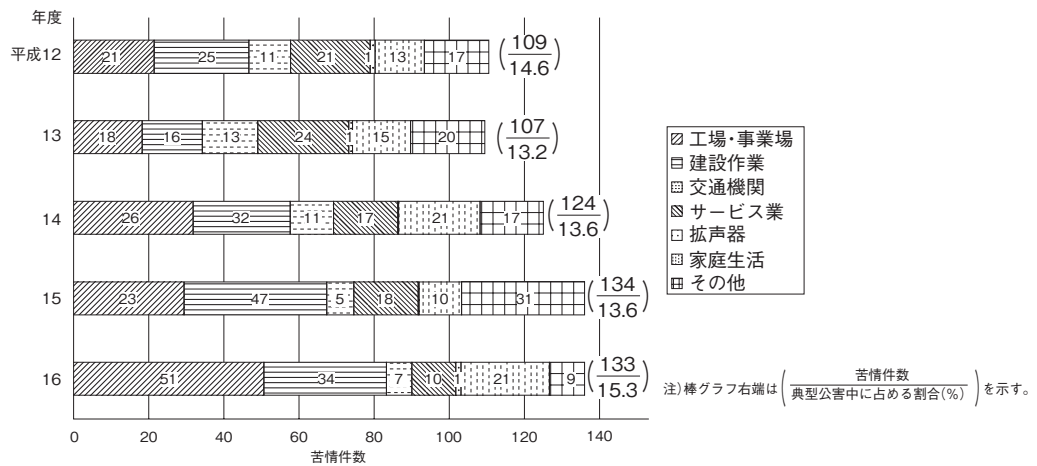 年度
平成12 21 25 11 21 1 13 17 (109/14.6)
13 18 16 13 24 1 15 20 (107/13.2)
14 26 32 11 17 21 17 (124/13.6)
15 23 47 5 18 10 31 (134/13.6)
16 51 34 7 10 1 21 9 (133/15.3)
0 20 40 60 80 100 120 140
苦情件数
工場・事業場
建設作業
交通機関
サービス業
拡声器
家庭生活
その他
注)棒グラフ右端は(苦情件数/典型公害中に占める割合(%))を示す。